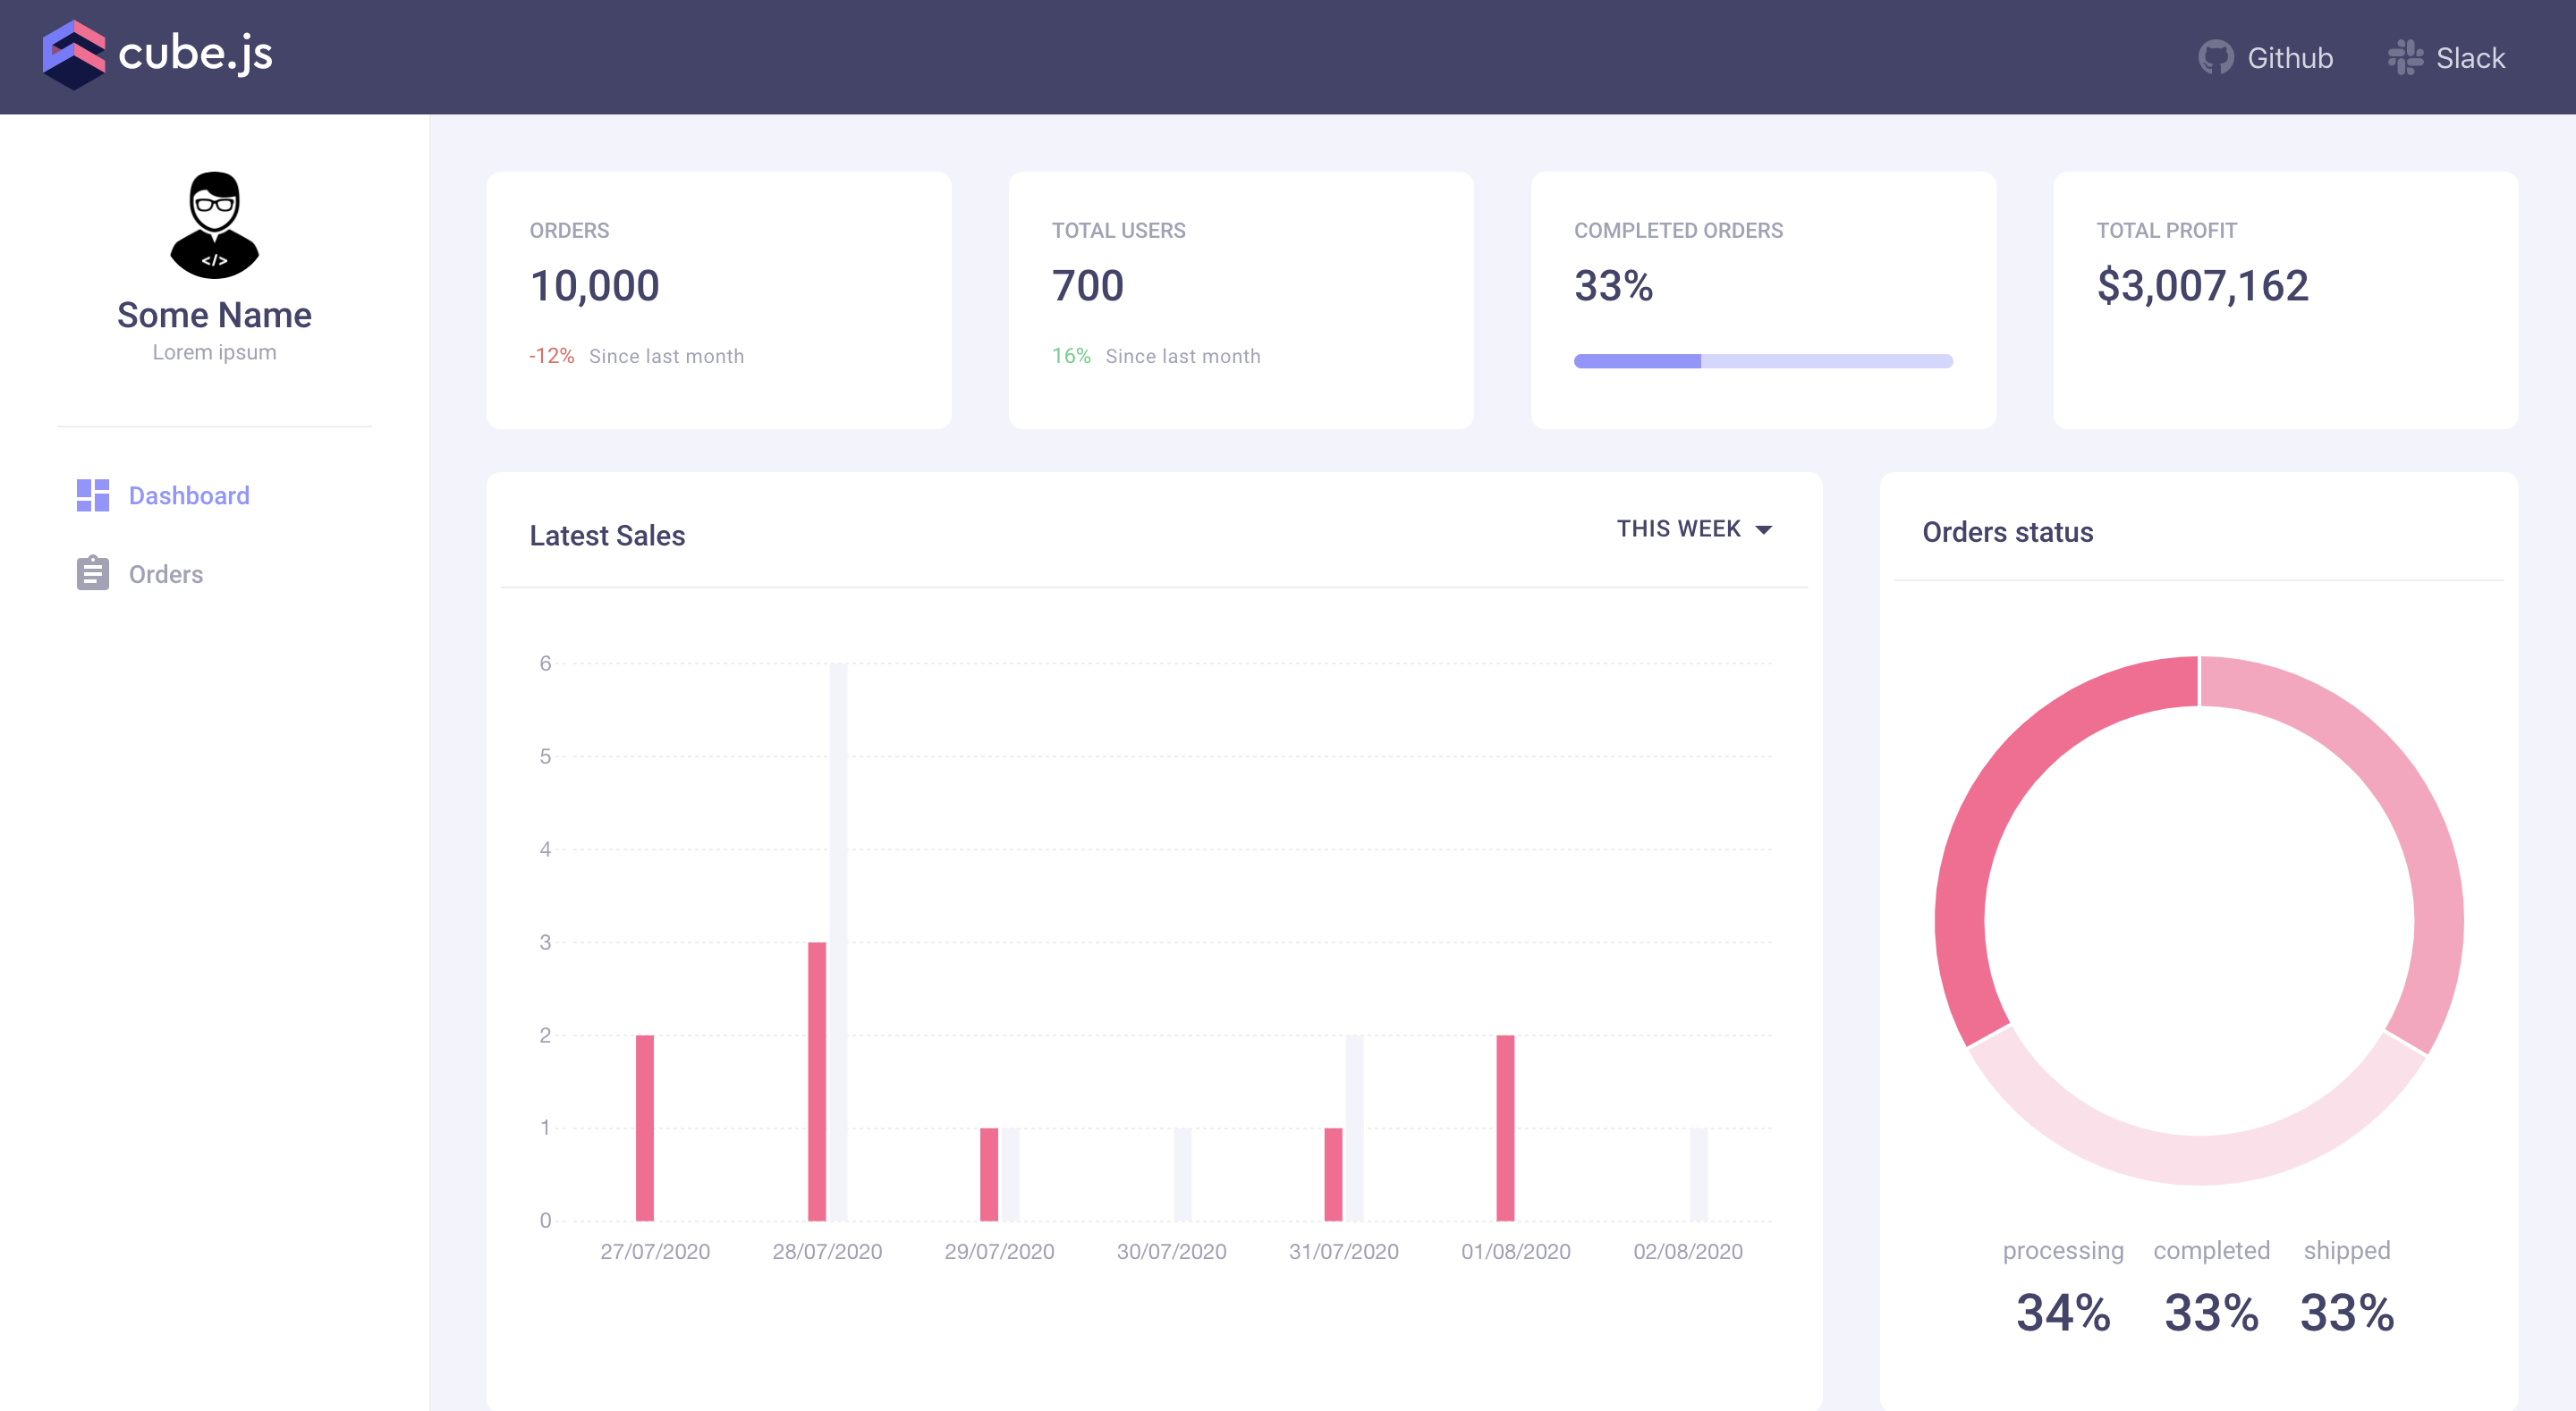 cube.js
Github
Slack
</>
Some Name
Lorem ipsum
Dashboard
Orders
ORDERS
10,000
-12% Since last month
TOTAL USERS
700
16% Since last month
COMPLETED ORDERS
33%
TOTAL PROFIT
$3,007,162
Latest Sales
THIS WEEK
6
5
4
3
2
1
0
27/07/2020 28/07/2020 29/07/2020 30/07/2020 31/07/2020 01/08/2020 02/08/2020
Orders status
processing completed shipped
34% 33% 33%